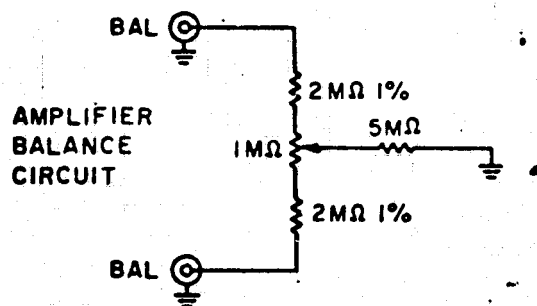 BAL
2MΩ 1%
AMPLIFIER
BALANCE
CIRCUIT
1MΩ
5MΩ
2MΩ 1%
BAL